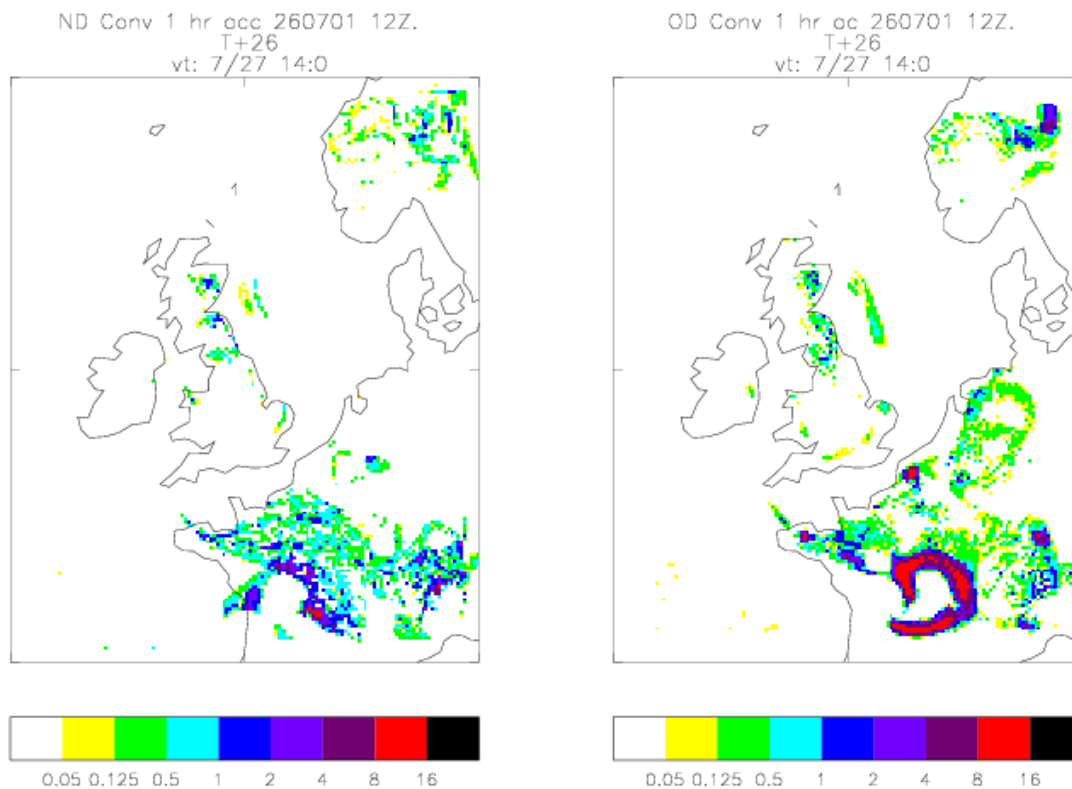 ND Conv 1 hr acc 260701 12Z.
T+26
vt: 7/27 14:0
0.05 0.125 0.5 1 2 4 8 16
OD Conv 1 hr ac 260701 12Z.
T+26
vt: 7/27 14:0
0.05 0.125 0.5 1 2 4 8 16